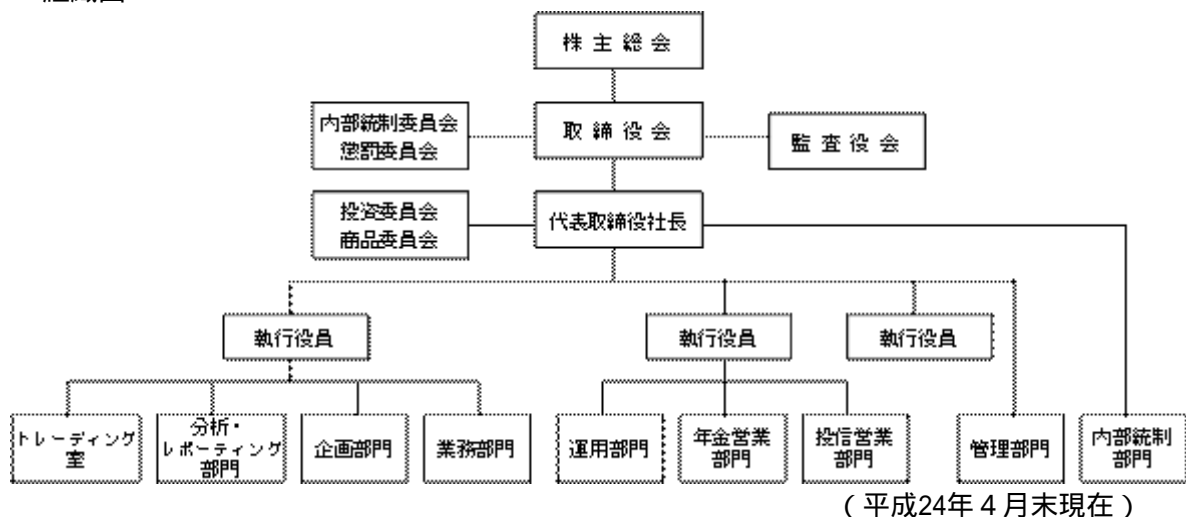 株主総会
内部統制委員会
懲罰委員会
取締役会
監査役会
投資委員会
商品委員会
代表取締役社長
執行役員
執行役員
執行役員
トレーディング
室
分析・
レポーティング
部門
企画部門
業務部門
運用部門
年金営業
部門
投信営業
部門
管理部門
内部統制
部門
(平成24年4月末現在)